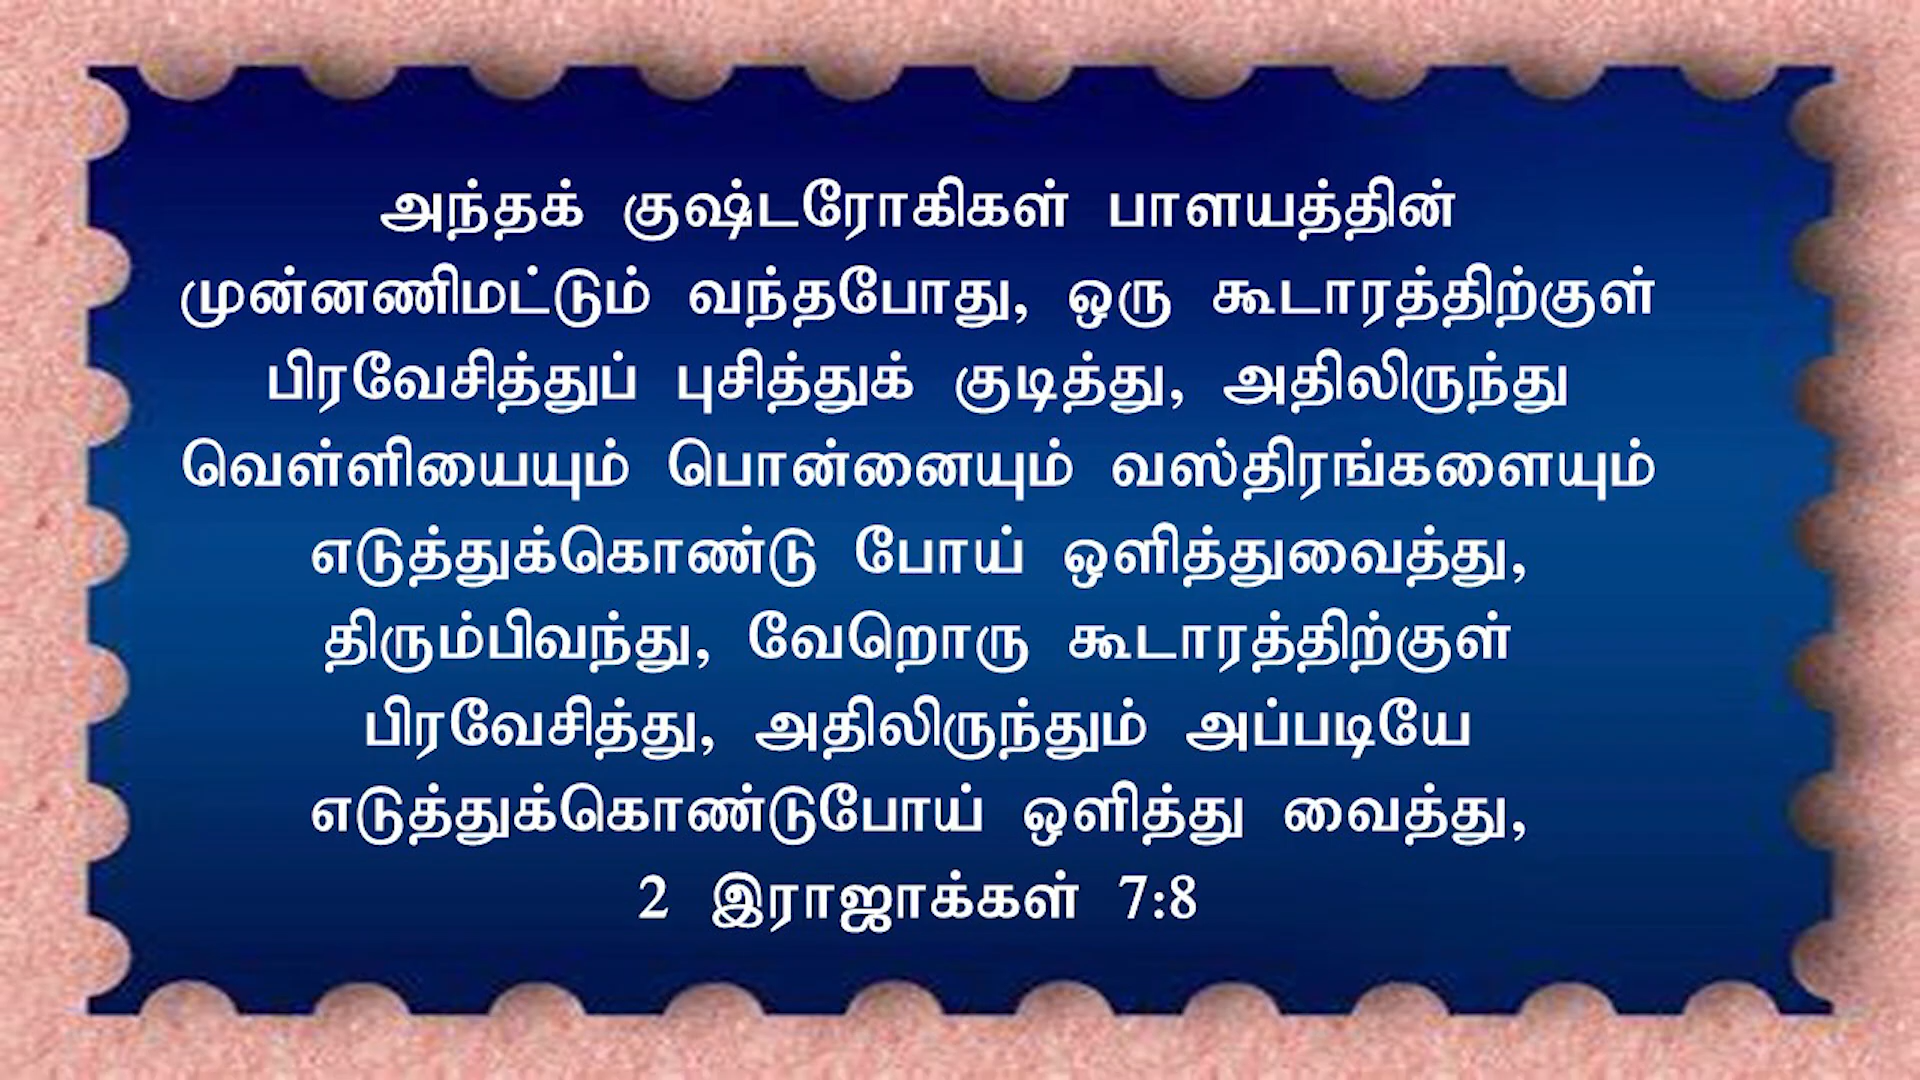 அந்தக் குஷ்டரோகிகள் பாளயத்தின்
முன்னணிமட்டும் வந்தபோது, ஒரு கூடாரத்திற்குள்
பிரவேசித்துப் புசித்துக் குடித்து, அதிலிருந்து
வெள்ளியையும் பொன்னையும் வஸ்திரங்களையும்
எடுத்துக்கொண்டு போய் ஒளித்துவைத்து,
திரும்பிவந்து, வேறொரு கூடாரத்திற்குள்
பிரவேசித்து, அதிலிருந்தும் அப்படியே
எடுத்துக்கொண்டுபோய் ஒளித்து வைத்து,
2 இராஜாக்கள் 7:8